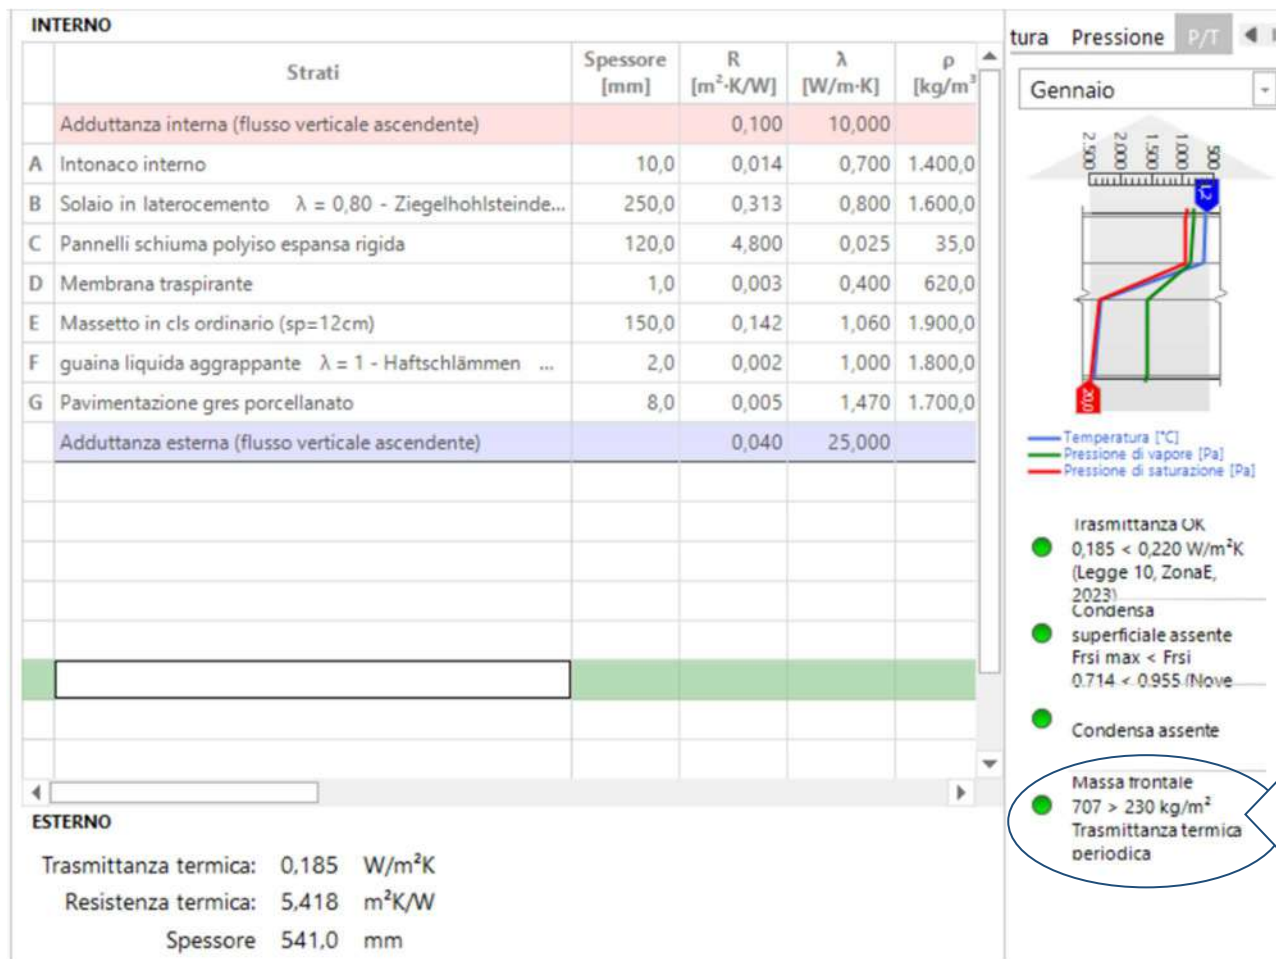 INTERNO
Strati Spessore [mm] R [m²·K/W] λ [W/m·K] ρ [kg/m³
Adduttanza interna (flusso verticale ascendente) 0,100 10,000
A Intonaco interno 10,0 0,014 0,700 1.400,0
B Solaio in laterocemento λ = 0,80 - Ziegelhohlsteinde... 250,0 0,313 0,800 1.600,0
C Pannelli schiuma polyiso espansa rigida 120,0 4,800 0,025 35,0
D Membrana traspirante 1,0 0,003 0,400 620,0
E Massetto in cls ordinario (sp=12cm) 150,0 0,142 1,060 1.900,0
F guaina liquida aggrappante λ = 1 - Haftschlämmen ... 2,0 0,002 1,000 1.800,0
G Pavimentazione gres porcellanato 8,0 0,005 1,470 1.700,0
Adduttanza esterna (flusso verticale ascendente) 0,040 25,000
ESTERNO
Trasmittanza termica: 0,185 W/m²K
Resistenza termica: 5,418 m²K/W
Spessore 541,0 mm
tura Pressione P/T
Gennaio
2.500 2.000 1.500 1.000 500
1,2
20,0
Temperatura [°C]
Pressione di vapore [Pa]
Pressione di saturazione [Pa]
Trasmittanza OK
0,185 < 0,220 W/m²K
(Legge 10, ZonaE,
2023)
Condensa
superficiale assente
Frsi max < Frsi
0.714 < 0.955 (Nove
Condensa assente
Massa frontale
707 > 230 kg/m²
Trasmittanza termica
periodica